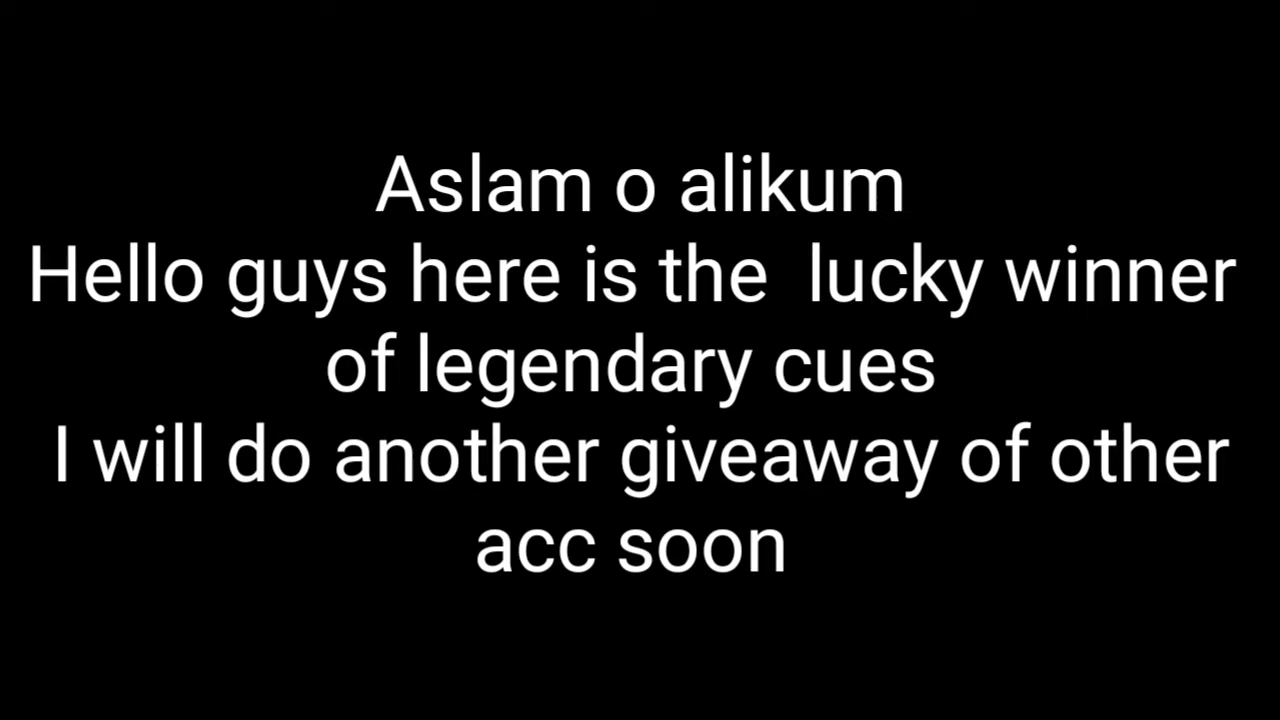 Aslam o alikum
Hello guys here is the  lucky winner
of legendary cues
I will do another giveaway of other
acc soon